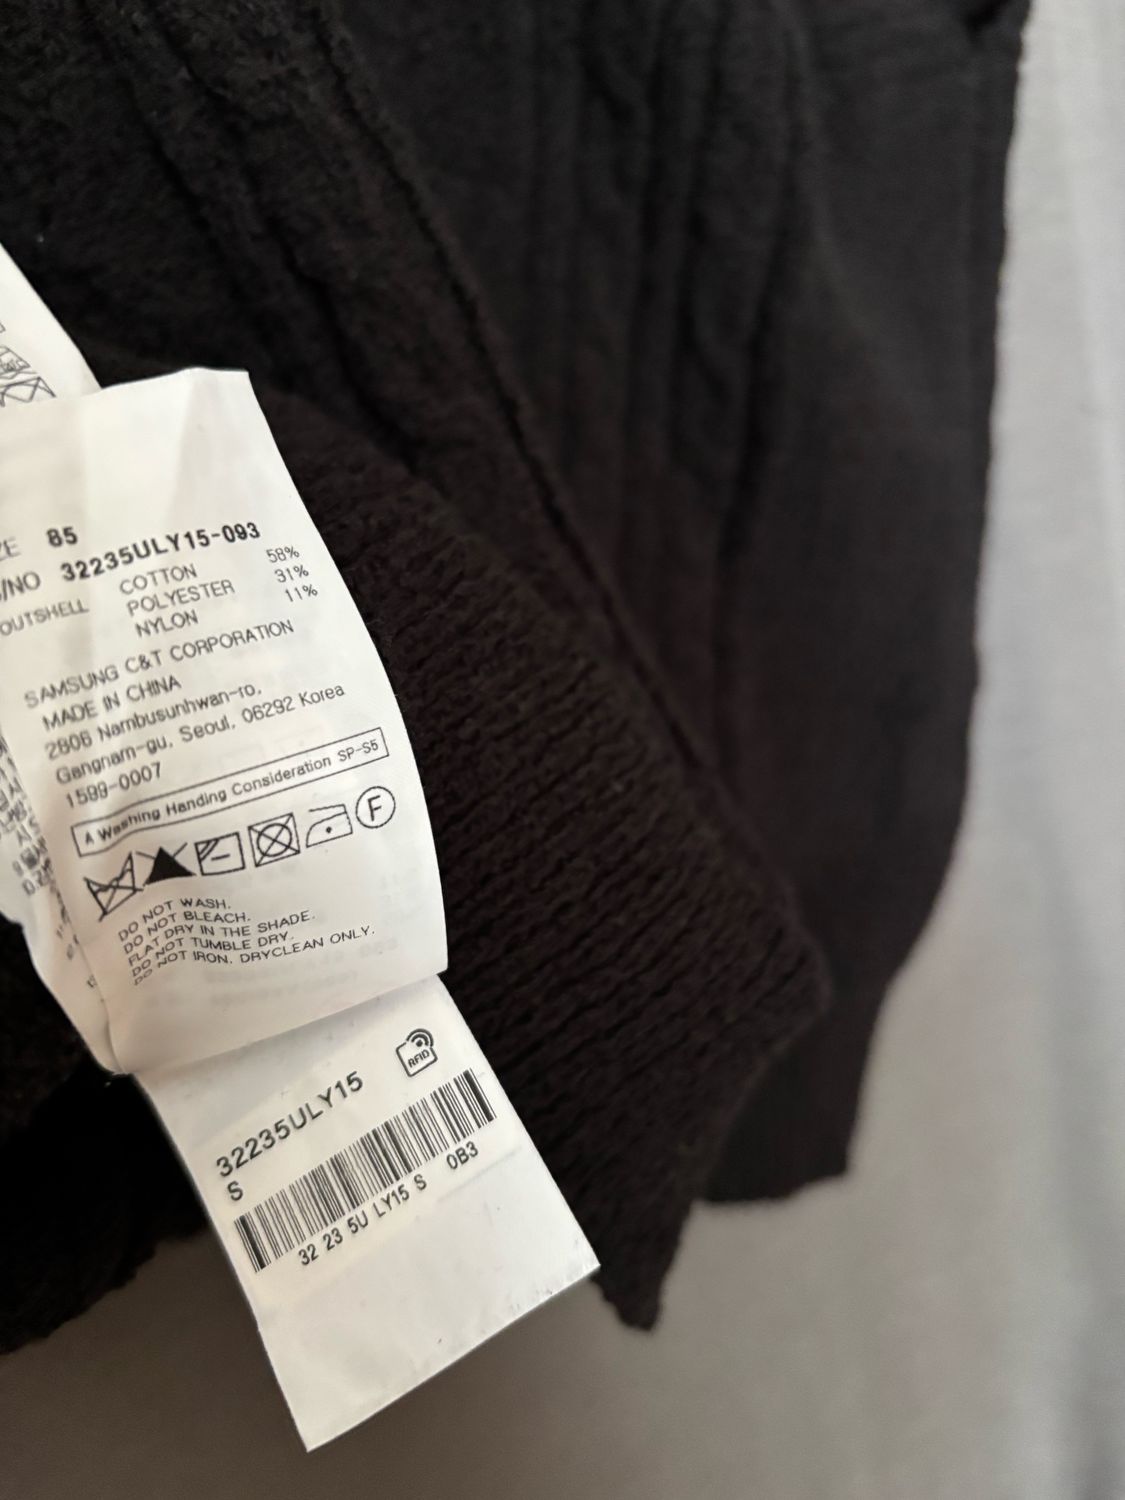 85
32235ULY15-093
OUTSHELL COTTON 58%
POLYESTER 31%
NYLON 11%
SAMSUNG C&T CORPORATION
MADE IN CHINA
2806 Nambusunhwan-ro,
Gangnam-gu, Seoul, 06292 Korea
1599-0007
A Washing Handing Consideration SP-S5
F
DO NOT WASH.
DO NOT BLEACH.
FLAT DRY IN THE SHADE.
DO NOT TUMBLE DRY.
DO NOT IRON. DRYCLEAN ONLY.
RFID
32235ULY15
S
32 23 5U LY15 S 0B3